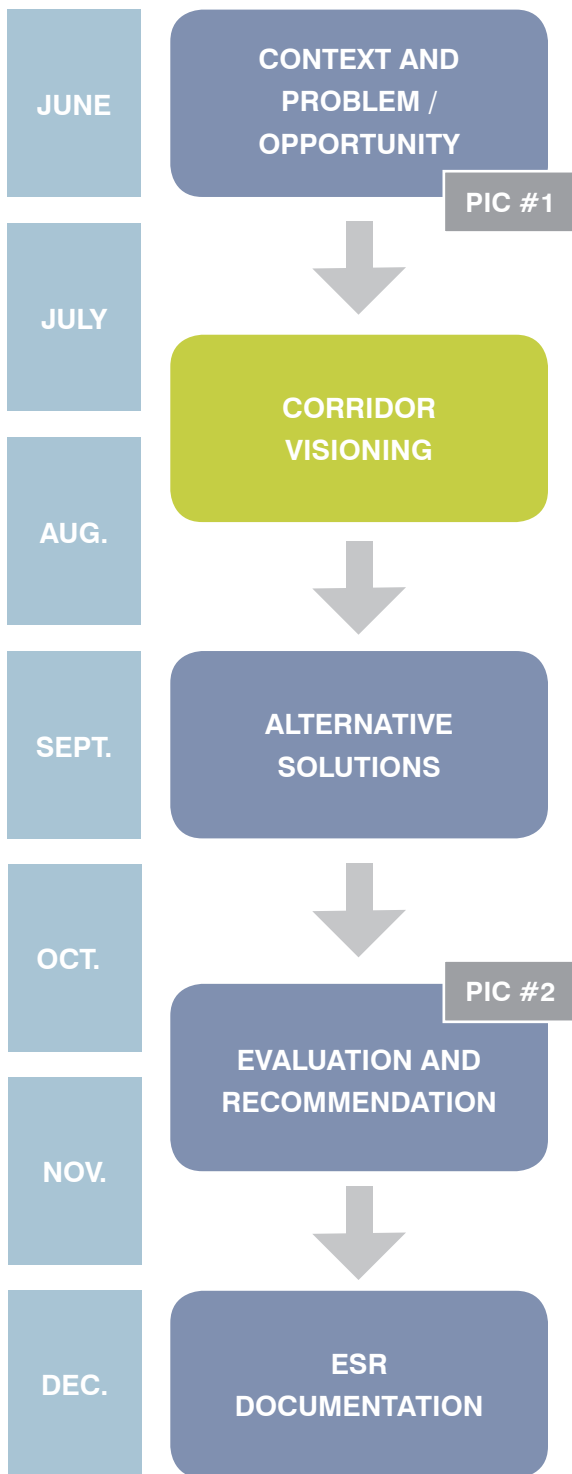 JUNE
CONTEXT AND
PROBLEM /
OPPORTUNITY
PIC #1
JULY
CORRIDOR
VISIONING
AUG.
SEPT.
ALTERNATIVE
SOLUTIONS
OCT.
PIC #2
EVALUATION AND
RECOMMENDATION
NOV.
DEC.
ESR
DOCUMENTATION